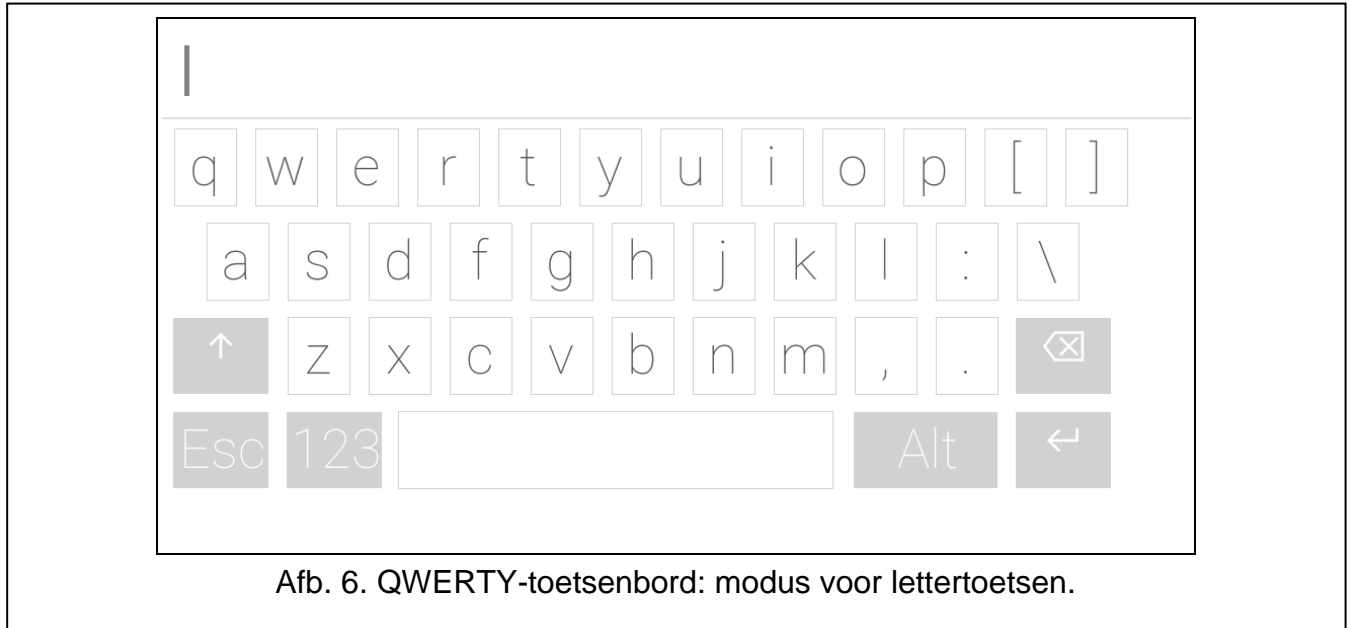 q w e r t y u i o p [ ]
a s d f g h j k l : \
↑ z x c v b n m , . ⌫
Esc 123 Alt ↵
Afb. 6. QWERTY-toetsenbord: modus voor lettertoetsen.